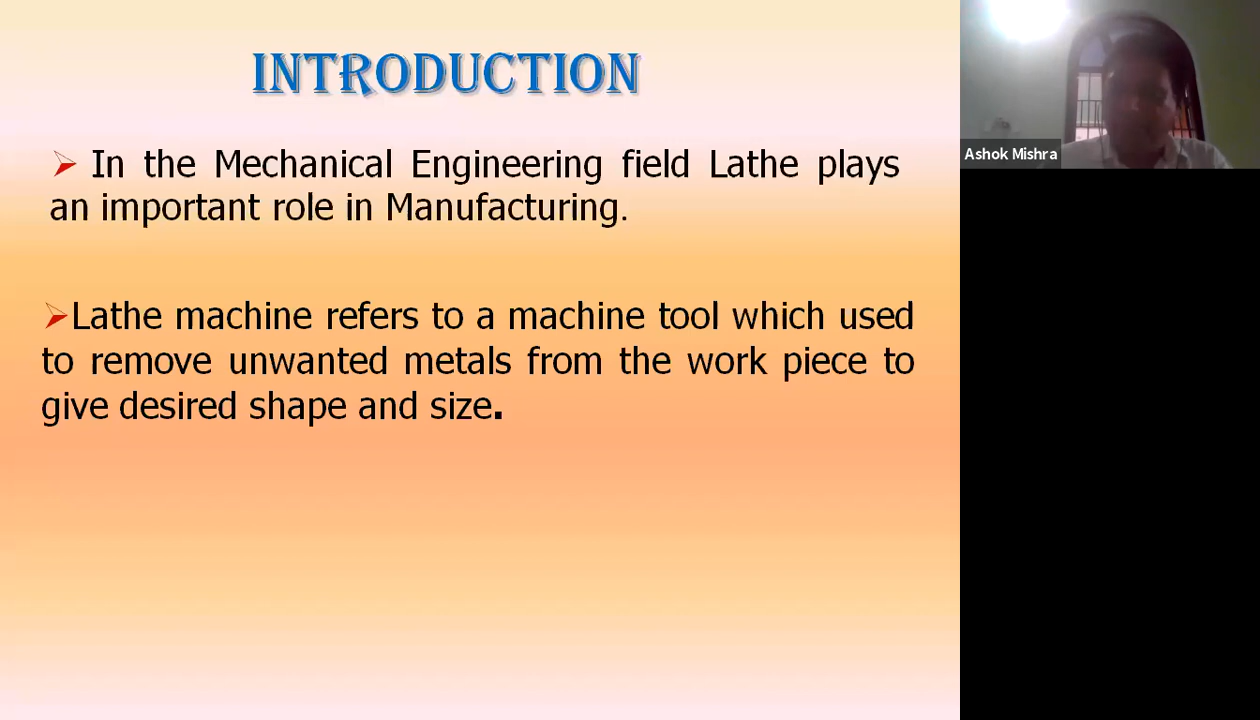 INTRODUCTION
➢ In the Mechanical Engineering field Lathe plays
an important role in Manufacturing.
➢Lathe machine refers to a machine tool which used
to remove unwanted metals from the work piece to
give desired shape and size.
Ashok Mishra